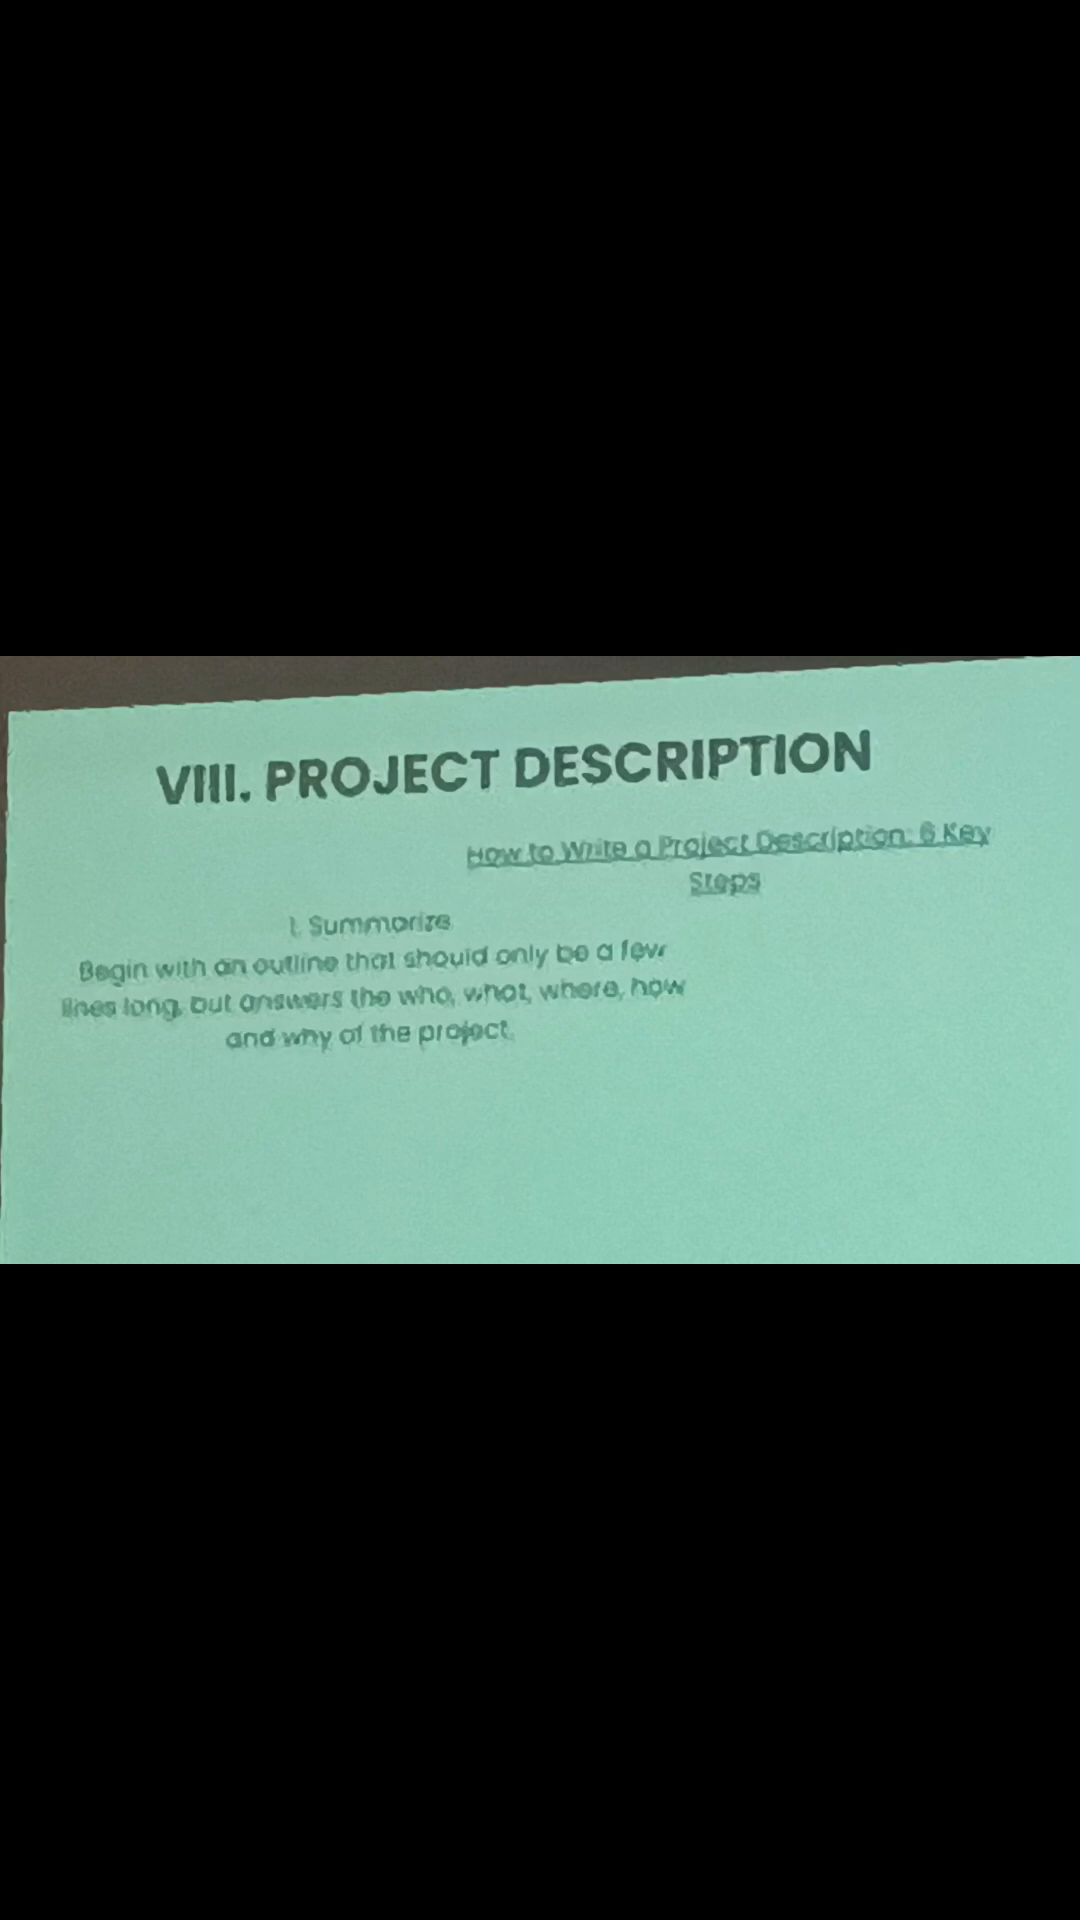 VIII. PROJECT DESCRIPTION
How to Write a Project Description: 6 Key
Steps
1. Summarize
Begin with an outline that should only be a few
lines long, but answers the who, what, where, how
and why of the project.